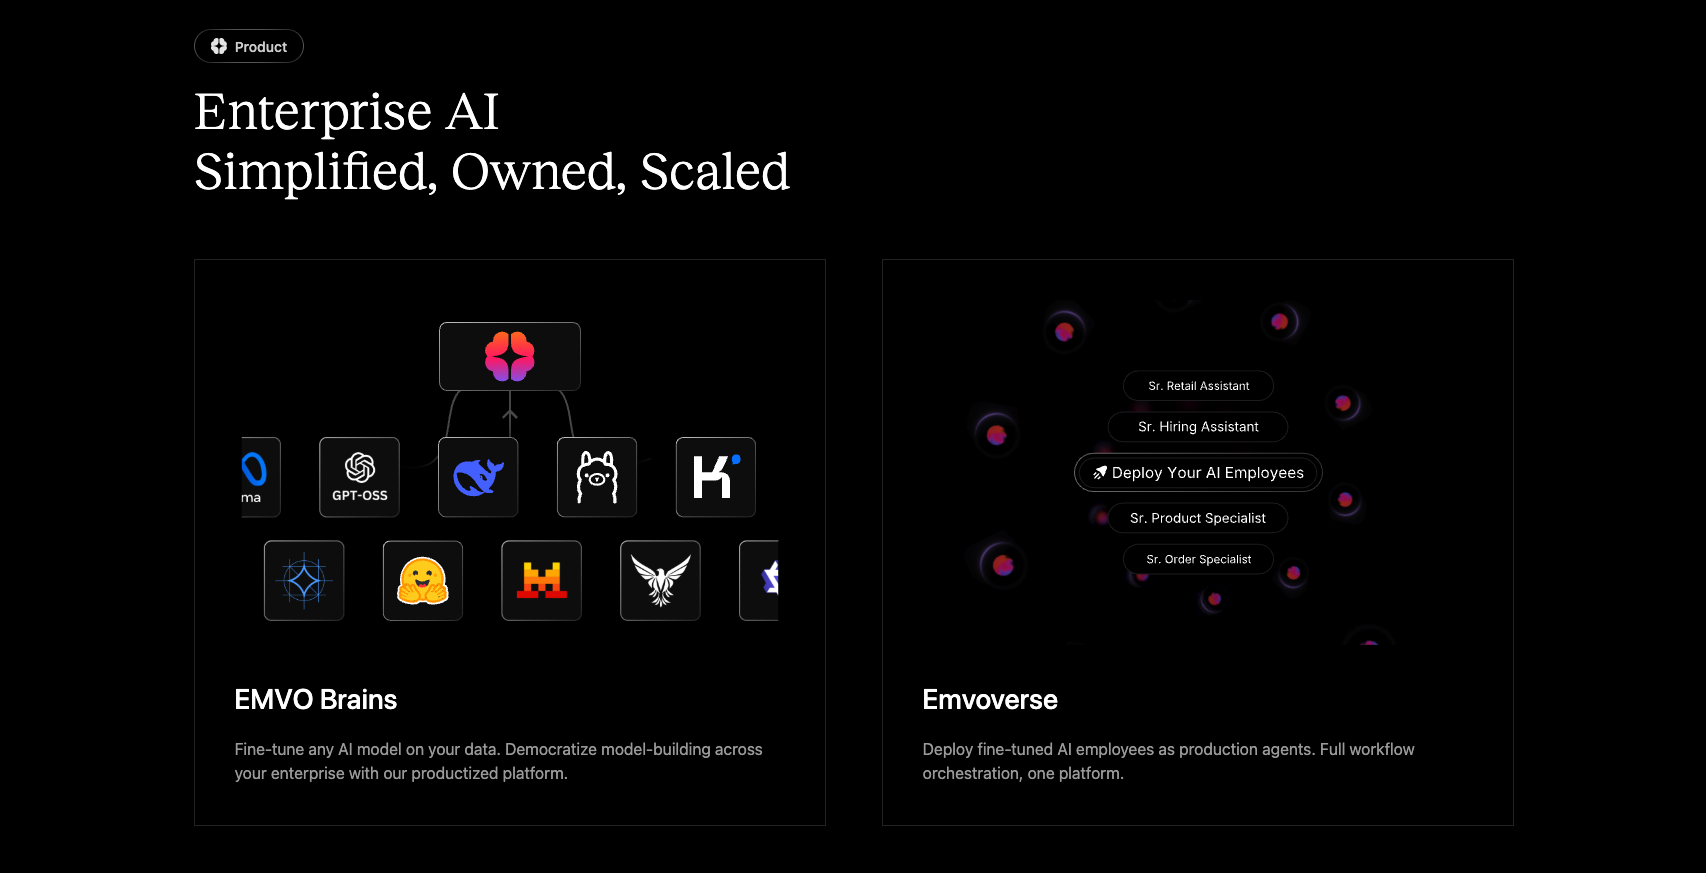 Product
Enterprise AI
Simplified, Owned, Scaled
ma
GPT-OSS
EMVO Brains
Fine-tune any AI model on your data. Democratize model-building across
your enterprise with our productized platform.
Sr. Retail Assistant
Sr. Hiring Assistant
Deploy Your AI Employees
Sr. Product Specialist
Sr. Order Specialist
Emvoverse
Deploy fine-tuned AI employees as production agents. Full workflow
orchestration, one platform.